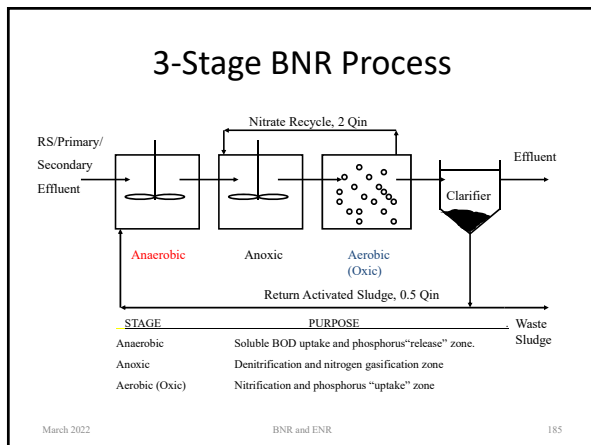 3-Stage BNR Process
Nitrate Recycle, 2 Qin
RS/Primary/
Secondary
Effluent
Effluent
Clarifier
Anaerobic
Anoxic
Aerobic
(Oxic)
Return Activated Sludge, 0.5 Qin
Waste
Sludge
STAGE PURPOSE .
Anaerobic Soluble BOD uptake and phosphorus“release” zone.
Anoxic Denitrification and nitrogen gasification zone
Aerobic (Oxic) Nitrification and phosphorus “uptake” zone
March 2022 BNR and ENR 185